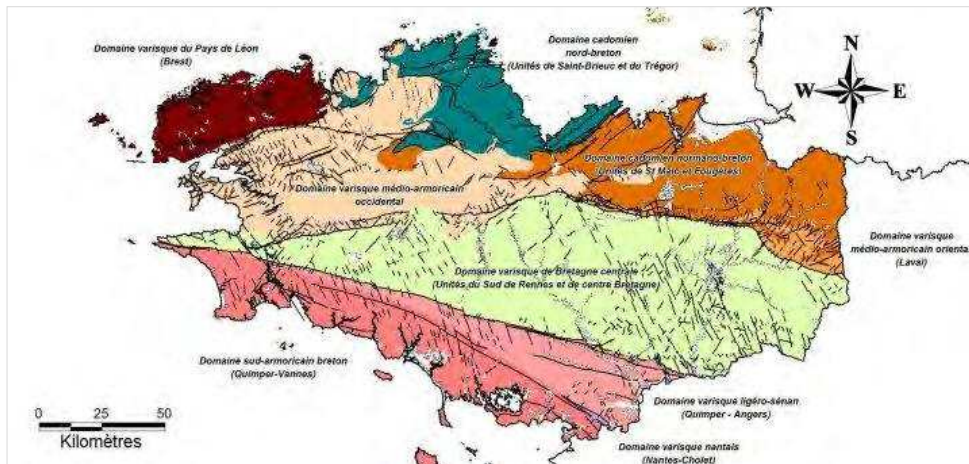 Domaine varisque du Pays de Léon
(Brest)
Domaine cadomien
nord-breton
(Unités de Saint-Brieuc et du Trégor)
N
W
E
S
Domaine cadomien normand-breton
(Unités de St Malo et Fougères)
Domaine varisque médio-armoricain
occidental
Domaine varisque
médio-armoricain orienta
(Laval)
Domaine varisque de Bretagne centrale
(Unités du Sud de Rennes et de centre Bretagne)
Domaine sud-armoricain breton
(Quimper-Vannes)
Domaine varisque ligéro-sénan
(Quimper - Angers)
Domaine varisque nantais
(Nantes-Cholet)
0 25 50
Kilomètres